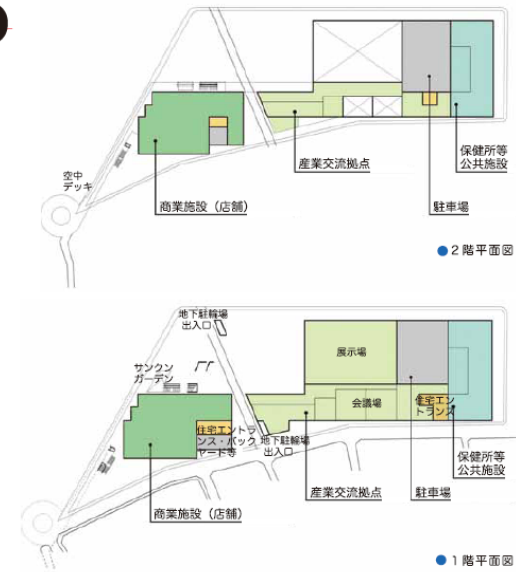 空中
デッキ
商業施設（店舗）
産業交流拠点
保健所等
公共施設
駐車場
●2階平面図
地下駐輪場
出入口
サンクン
ガーデン
展示場
会議場
住宅エン
トランス
住宅エントラ
ンス・バック
ヤード等
地下駐輪場
出入口
保健所等
公共施設
産業交流拠点
駐車場
商業施設（店舗）
●1階平面図